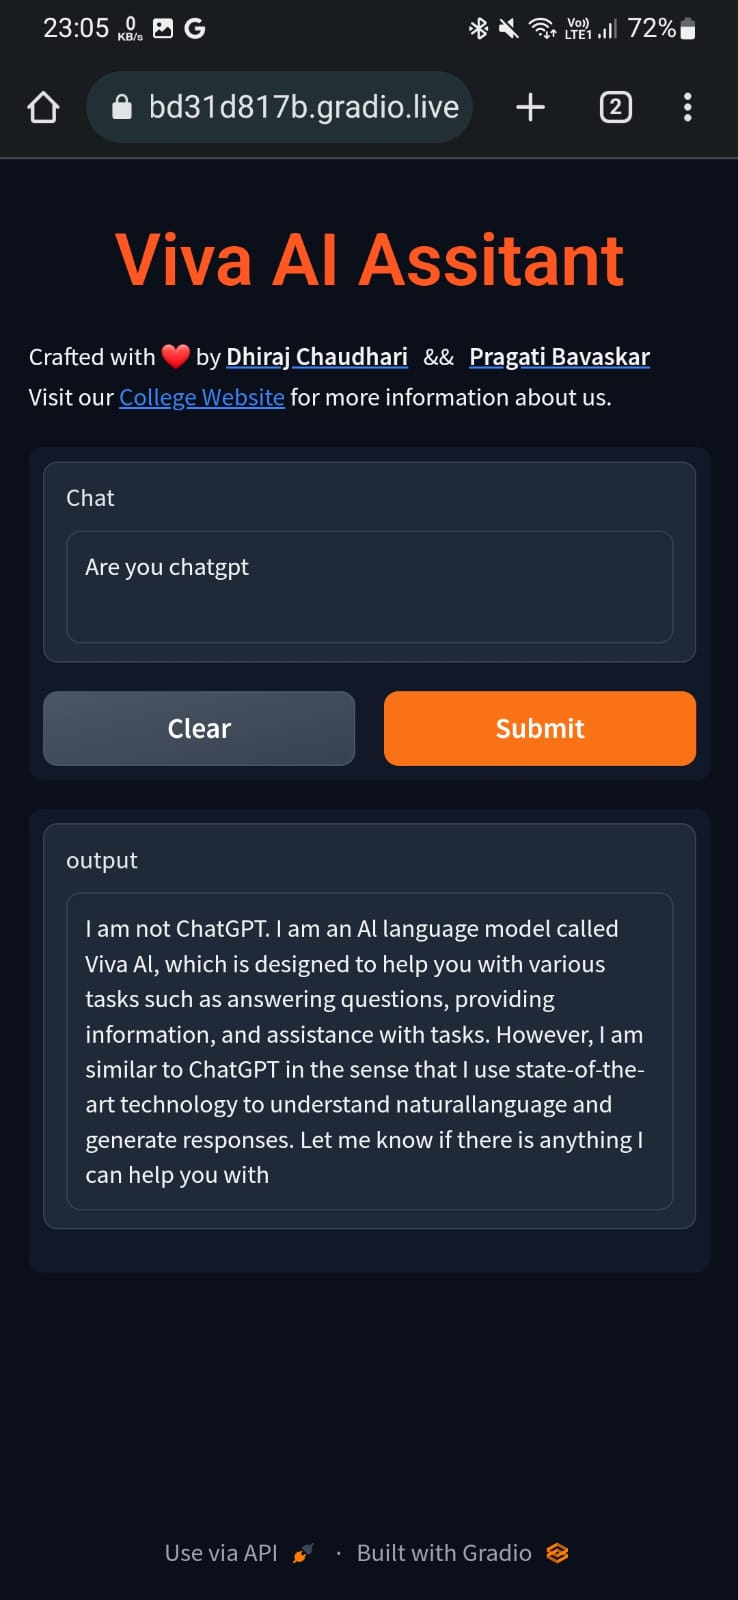 23:05 0 KB/s G Vo)) LTE1 72%
bd31d817b.gradio.live 2
Viva AI Assitant
Crafted with ❤️ by Dhiraj Chaudhari && Pragati Bavaskar
Visit our College Website for more information about us.
Chat
Are you chatgpt
Clear Submit
output
I am not ChatGPT. I am an AI language model called
Viva AI, which is designed to help you with various
tasks such as answering questions, providing
information, and assistance with tasks. However, I am
similar to ChatGPT in the sense that I use state-of-the-
art technology to understand naturallanguage and
generate responses. Let me know if there is anything I
can help you with
Use via API · Built with Gradio